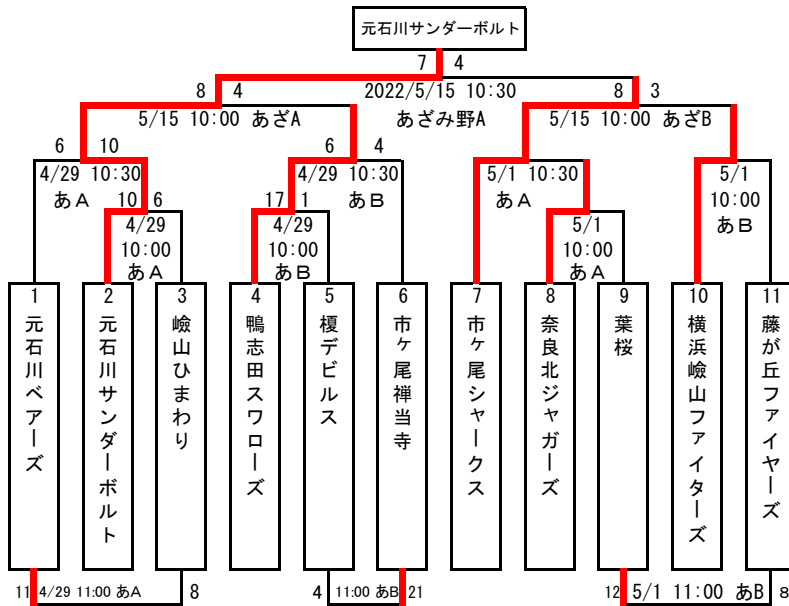 元石川サンダーボルト
7 4
8 4 2022/5/15 10:30 8 3
5/15 10:00 あざA あざみ野A 5/15 10:00 あざB
6 10 6 4
4/29 10:30 4/29 10:30 5/1 10:30 5/1
あA 10 6 17 1 あB あA 10:00
4/29 4/29 5/1 あB
10:00 10:00 10:00
あA あB あA
1 2 3 4 5 6 7 8 9 10 11
元石川ベアーズ
元石川サンダーボルト
嶮山ひまわり
鴨志田スワローズ
榎デビルス
市ケ尾禅当寺
市ケ尾シャークス
奈良北ジャガーズ
葉桜
横浜嶮山ファイターズ
藤が丘ファイヤーズ
11 4/29 11:00 あA 8 4 11:00 あB 21 12 5/1 11:00 あB 8